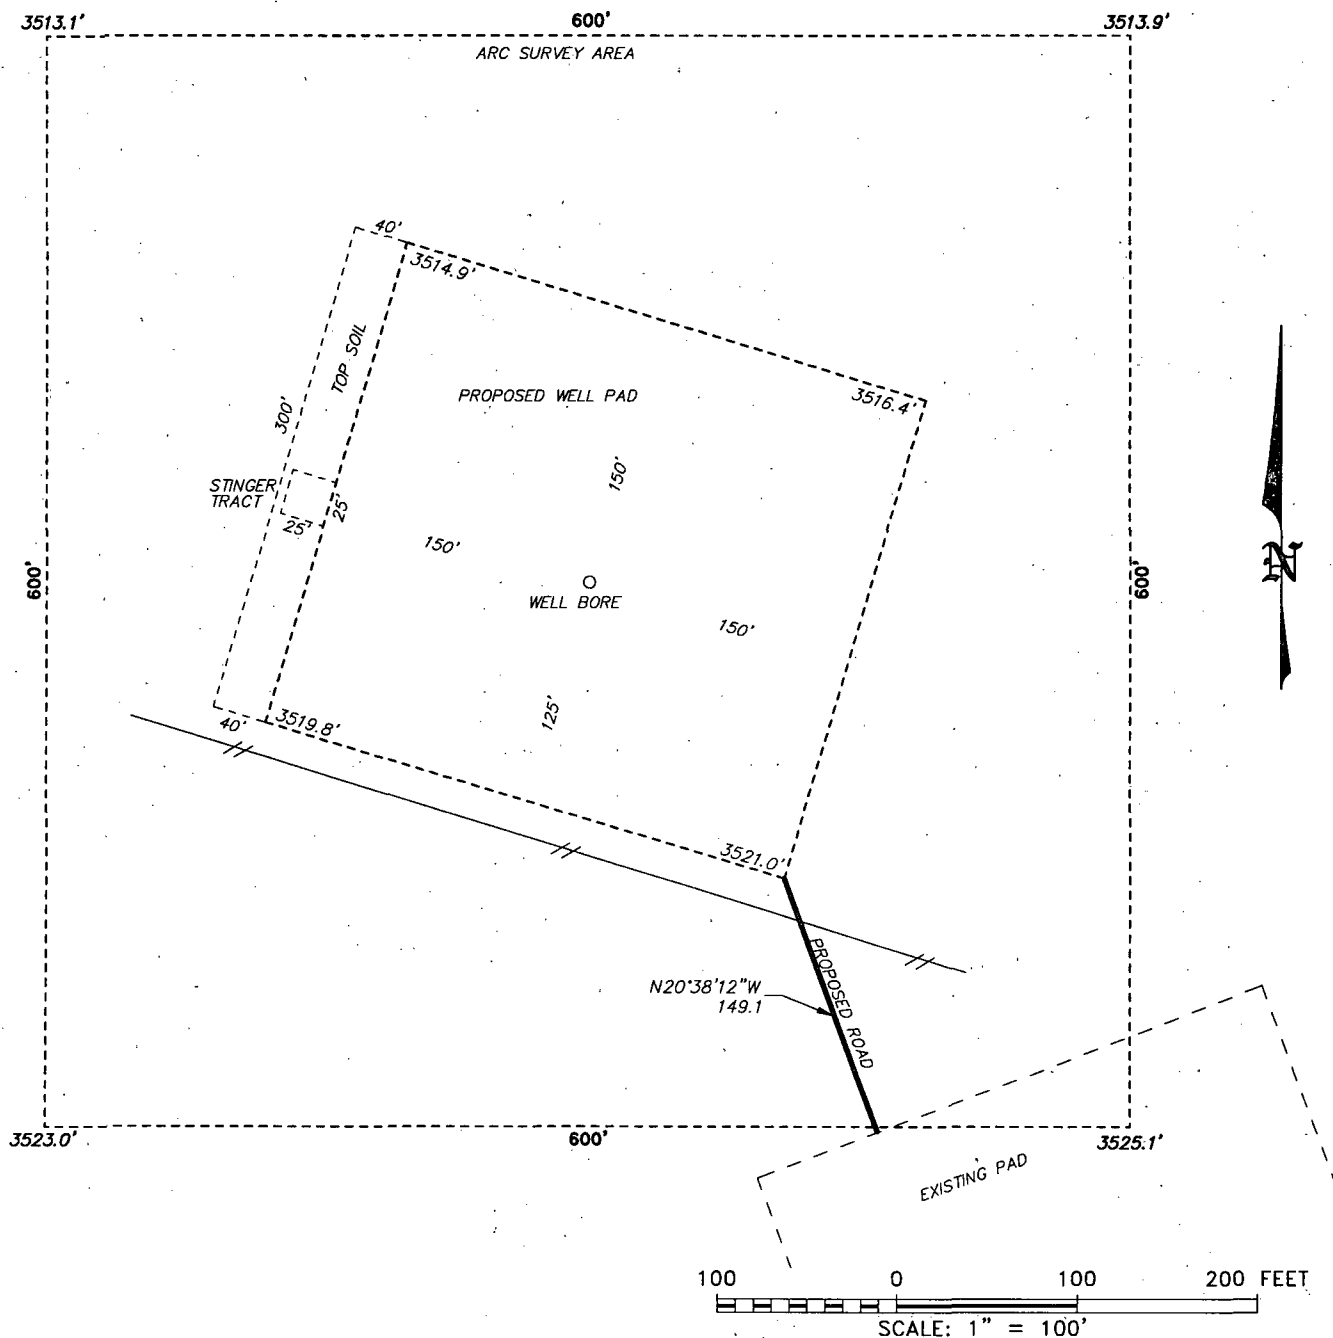 3513.1'
600'
3513.9'
ARC SURVEY AREA
40'
3514.9'
TOP SOIL
300'
PROPOSED WELL PAD
3516.4'
150'
STINGER
TRACT
25'
25'
150'
600'
600'
N
WELL BORE
150'
125'
40'
3519.8'
3521.0'
PROPOSED ROAD
N20°38'12"W
149.1
3523.0'
600'
3525.1'
EXISTING PAD
100 0 100 200 FEET
SCALE: 1" = 100'